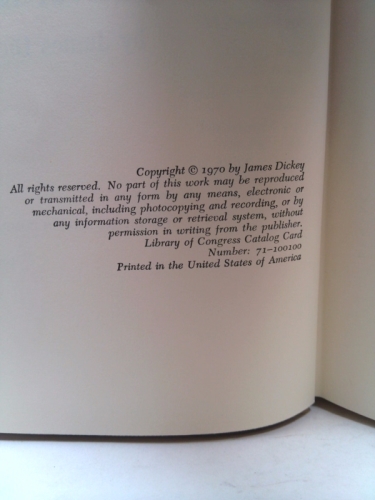 Copyright © 1970 by James Dickey
All rights reserved. No part of this work may be reproduced
or transmitted in any form by any means, electronic or
mechanical, including photocopying and recording, or by
any information storage or retrieval system, without
permission in writing from the publisher.
Library of Congress Catalog Card
Number: 71–100100
Printed in the United States of America